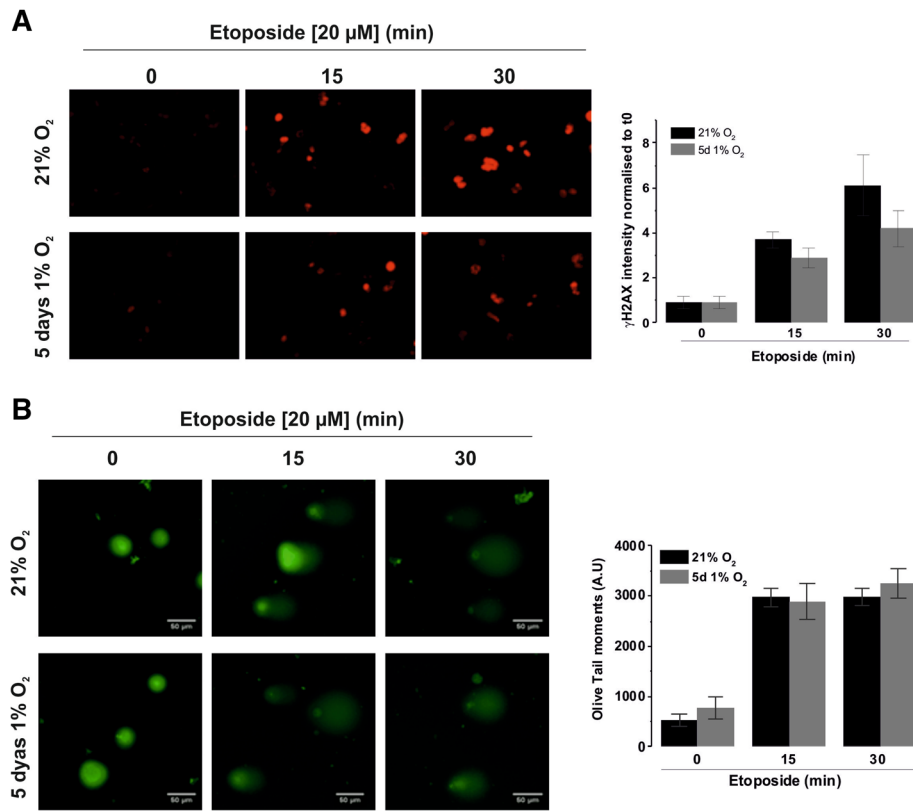 A
Etoposide [20 µM] (min)
0 15 30
21% O₂
5 days 1% O₂
γH2AX intensity normalised to t0
8
6
4
2
0
21% O₂
5d 1% O₂
0 15 30
Etoposide (min)
B
Etoposide [20 µM] (min)
0 15 30
21% O₂
50 µm 50 µm 50 µm
5 dyas 1% O₂
50 µm 50 µm 50 µm
Olive Tail moments (A.U)
4000
3000
2000
1000
0
21% O₂
5d 1% O₂
0 15 30
Etoposide (min)